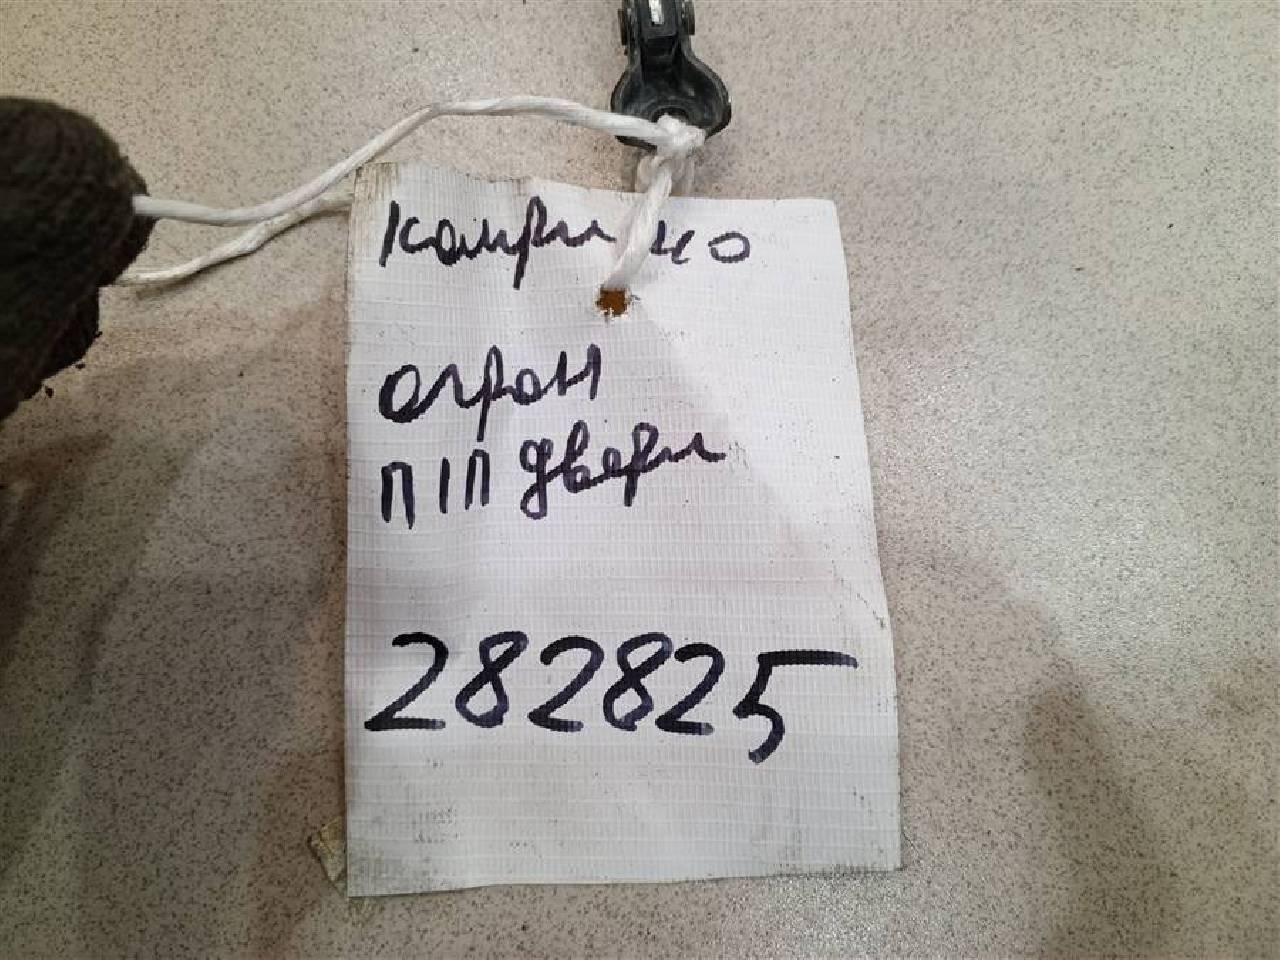 Камри 40
огран
п/п двери
282825